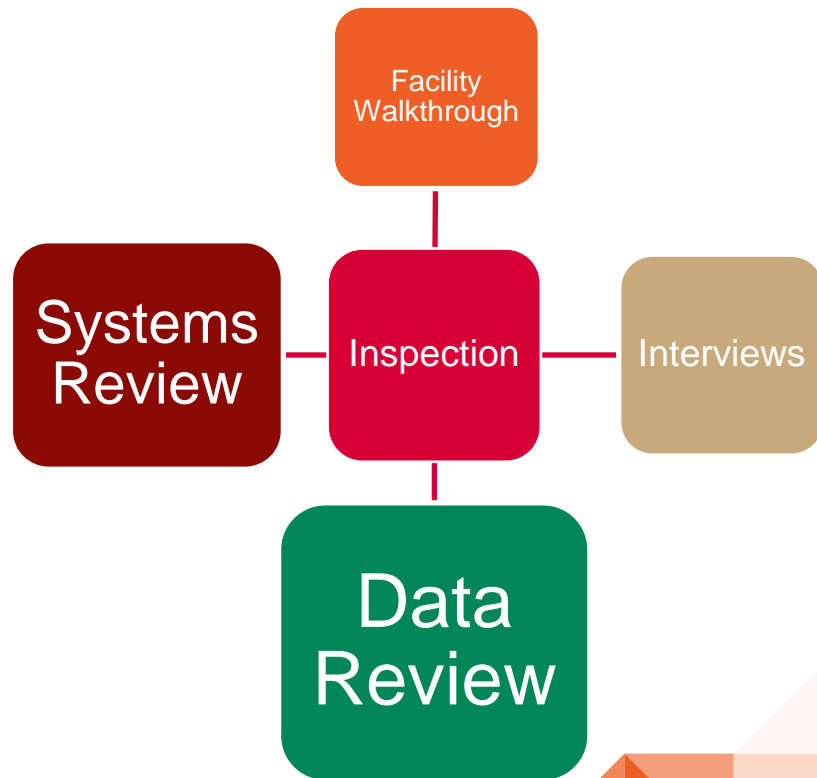 Facility
Walkthrough
Systems
Review
Inspection
Interviews
Data
Review